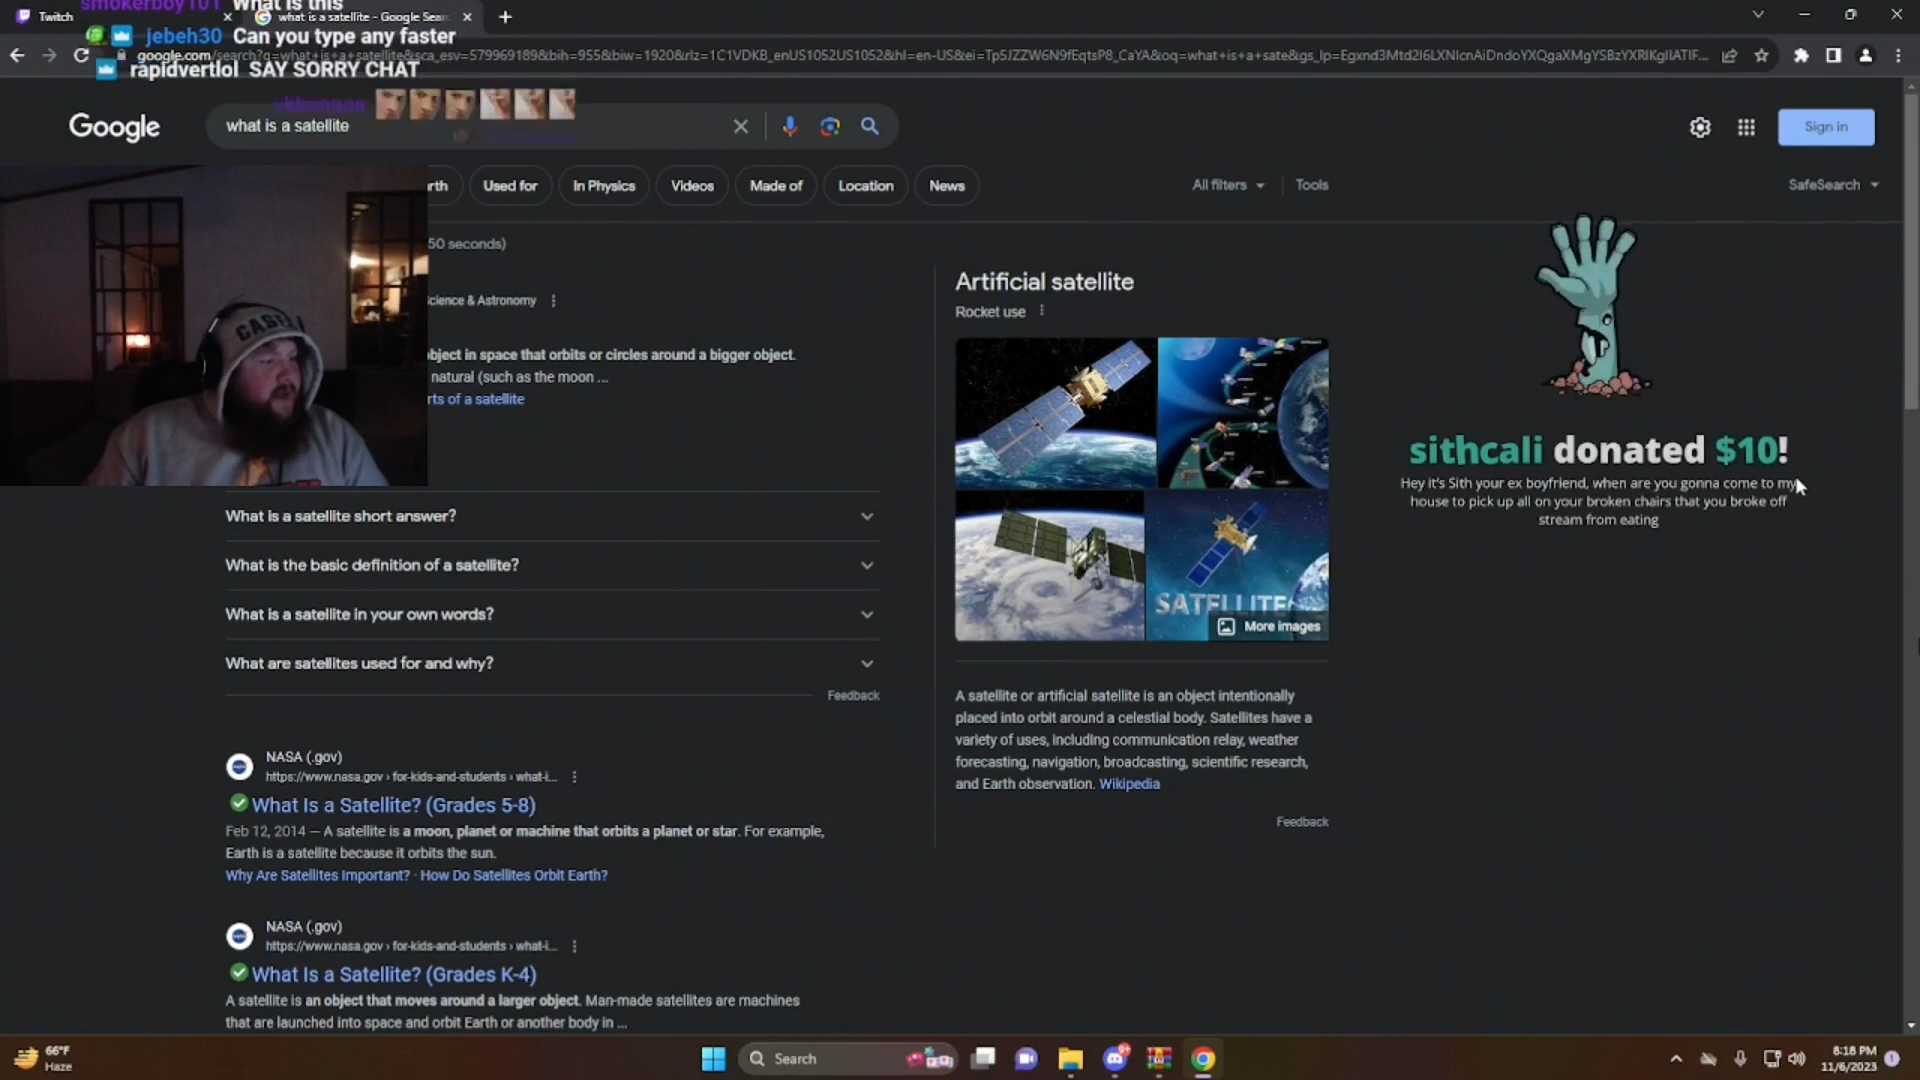 smokerboy101 What is this
Twitch
what is a satellite - Google Sear
jebeh30 Can you type any faster
rapidvertlol SAY SORRY CHAT
Google
what is a satellite
Sign in
rth
Used for
In Physics
Videos
Made of
Location
News
All filters
Tools
SafeSearch
50 seconds)
Science & Astronomy
object in space that orbits or circles around a bigger object.
natural (such as the moon ...
rts of a satellite
CASELI
Artificial satellite
Rocket use
SATELLITE
More images
sithcali donated $10!
Hey it's Sith your ex boyfriend, when are you gonna come to my
house to pick up all on your broken chairs that you broke off
stream from eating
What is a satellite short answer?
What is the basic definition of a satellite?
What is a satellite in your own words?
What are satellites used for and why?
Feedback
A satellite or artificial satellite is an object intentionally
placed into orbit around a celestial body. Satellites have a
variety of uses, including communication relay, weather
forecasting, navigation, broadcasting, scientific research,
and Earth observation. Wikipedia
Feedback
NASA (.gov)
https://www.nasa.gov › for-kids-and-students › what-i...
What Is a Satellite? (Grades 5-8)
Feb 12, 2014 — A satellite is a moon, planet or machine that orbits a planet or star. For example,
Earth is a satellite because it orbits the sun.
Why Are Satellites Important? · How Do Satellites Orbit Earth?
NASA (.gov)
https://www.nasa.gov › for-kids-and-students › what-i...
What Is a Satellite? (Grades K-4)
A satellite is an object that moves around a larger object. Man-made satellites are machines
that are launched into space and orbit Earth or another body in ...
66°F
Haze
Search
8:18 PM
11/6/2023